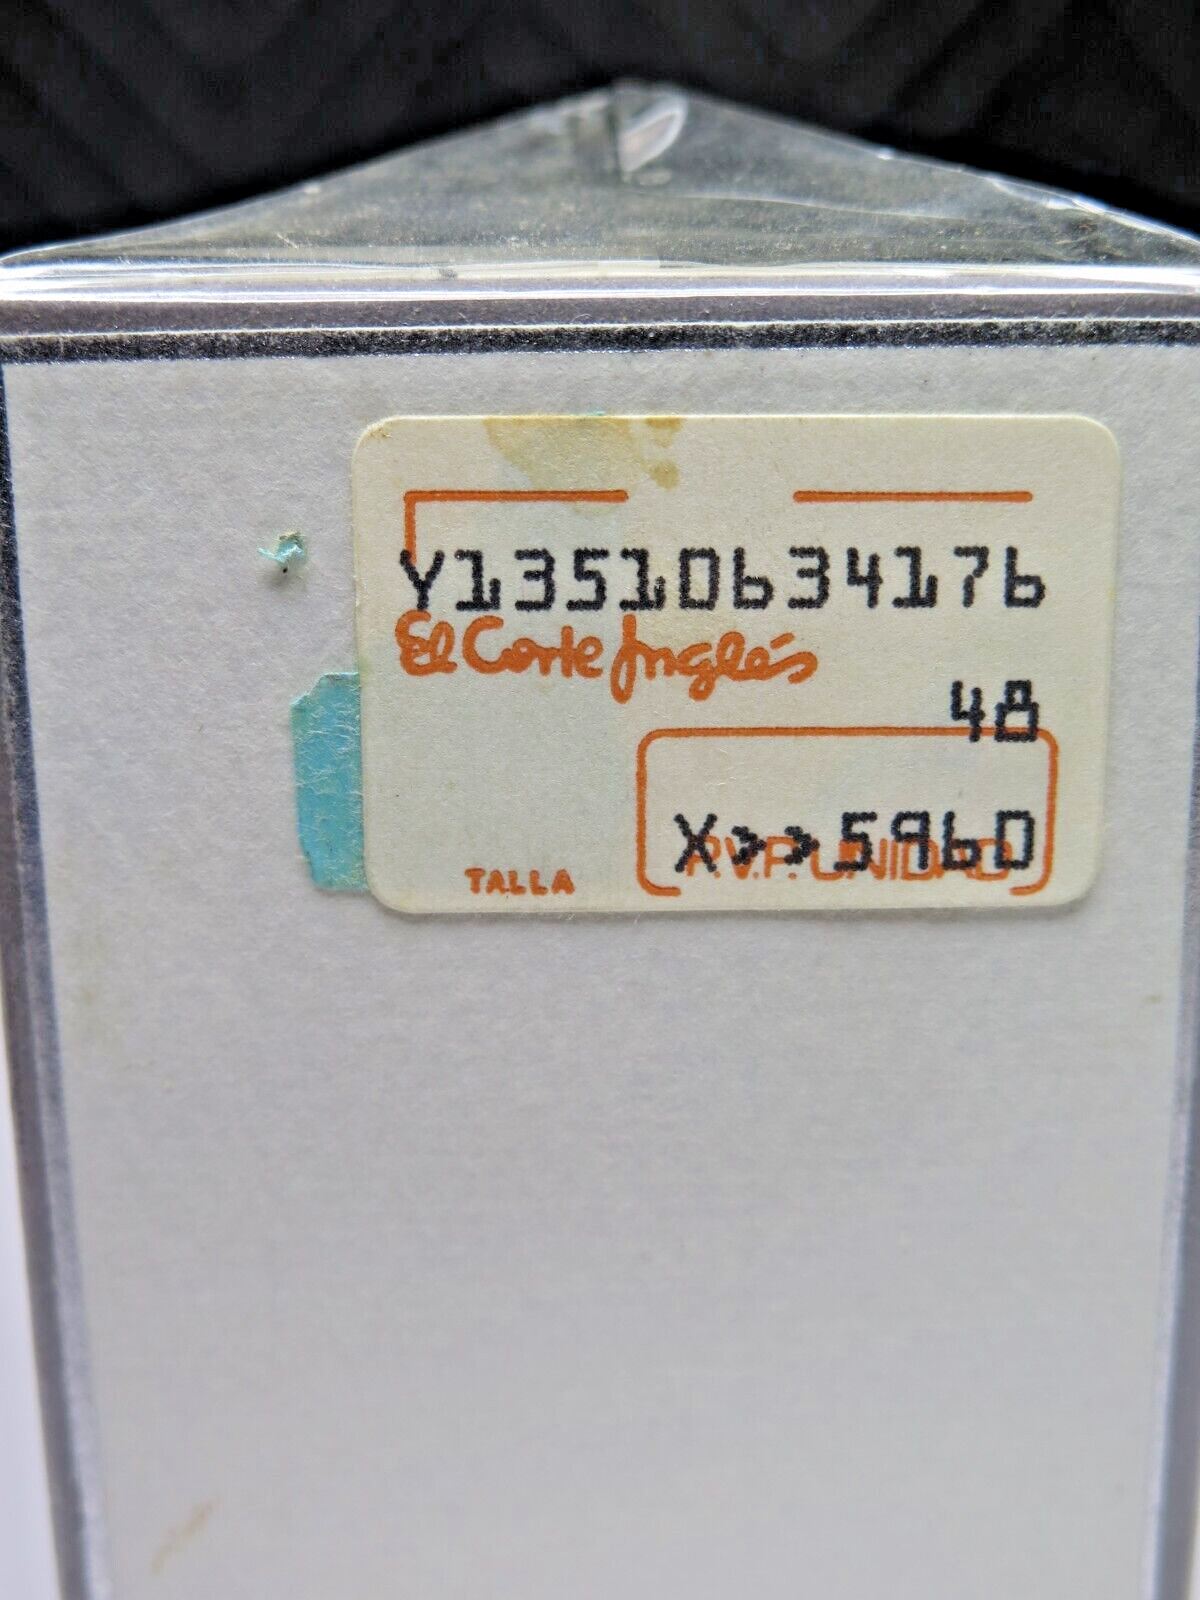 Y13510634176
El Corte Inglés
48
X>>5960
P.V.P. UNIDAD
TALLA